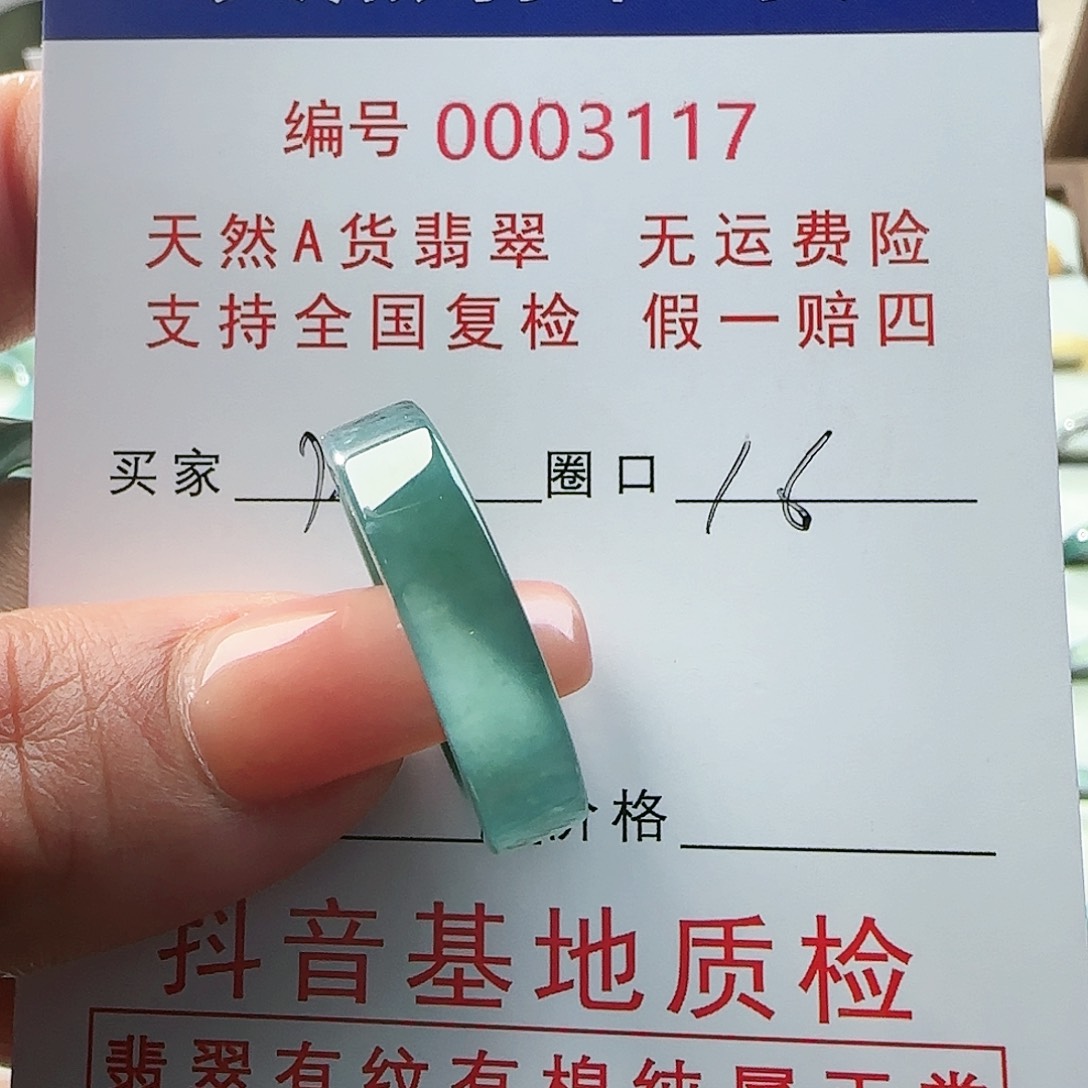 编号 0003117
天然A货翡翠 无运费险
支持全国复检 假一赔四
买家 圈口 16
价格
抖音基地质检
翡翠有纹有棉纯属正常